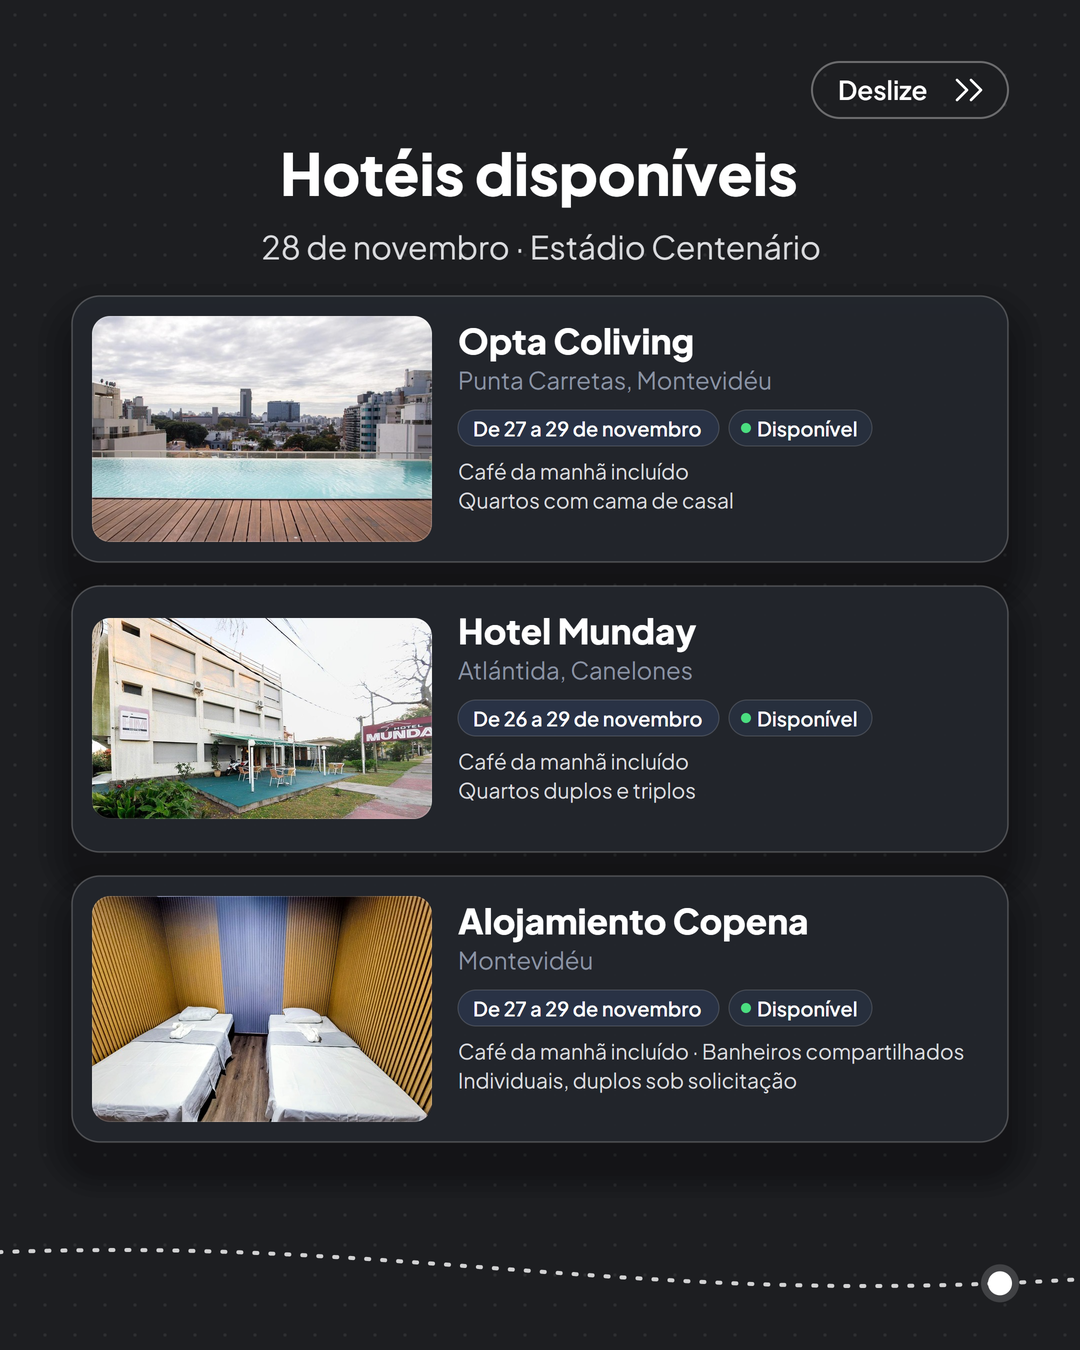 Deslize
Hotéis disponíveis
28 de novembro · Estádio Centenário
Opta Coliving
Punta Carretas, Montevidéu
De 27 a 29 de novembro
Disponível
Café da manhã incluído
Quartos com cama de casal
HOTEL
MUNDA
Hotel Munday
Atlántida, Canelones
De 26 a 29 de novembro
Disponível
Café da manhã incluído
Quartos duplos e triplos
Alojamiento Copena
Montevidéu
De 27 a 29 de novembro
Disponível
Café da manhã incluído · Banheiros compartilhados
Individuais, duplos sob solicitação